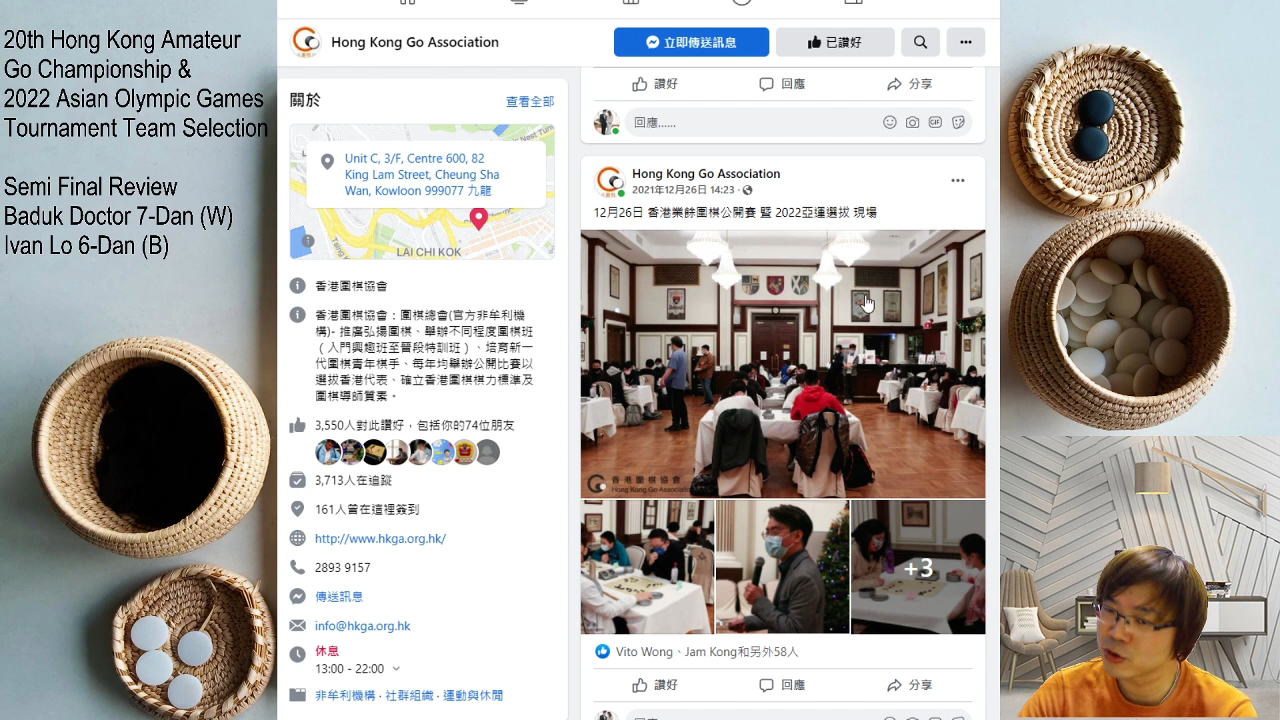 20th Hong Kong Amateur
Go Championship &
2022 Asian Olympic Games
Tournament Team Selection
Semi Final Review
Baduk Doctor 7-Dan (W)
Ivan Lo 6-Dan (B)
Hong Kong Go Association
立即傳送訊息
已讚好
關於
查看全部
Unit C, 3/F, Centre 600, 82
King Lam Street, Cheung Sha
Wan, Kowloon 999077 九龍
LAI CHI KOK
香港圍棋協會
香港圍棋協會：圍棋總會(官方非牟利機
構)- 推廣弘揚圍棋、舉辦不同程度圍棋班
（入門興趣班至晉段特訓班）、培育新一
代圍棋青年棋手、每年均舉辦公開比賽以
選拔香港代表、確立香港圍棋棋力標準及
圍棋導師質素。
3,550人對此讚好，包括你的74位朋友
3,713人在追蹤
161人曾在這裡簽到
http://www.hkga.org.hk/
2893 9157
傳送訊息
info@hkga.org.hk
休息
13:00 - 22:00
非牟利機構 · 社群組織 · 運動與休閒
讚好
回應
分享
回應......
GIF
Hong Kong Go Association
2021年12月26日 14:23 ·
12月26日 香港業餘圍棋公開賽 暨 2022亞運選拔 現場
香港圍棋協會
Hong Kong Go Association
+3
Vito Wong、Jam Kong和另外58人
讚好
回應
分享